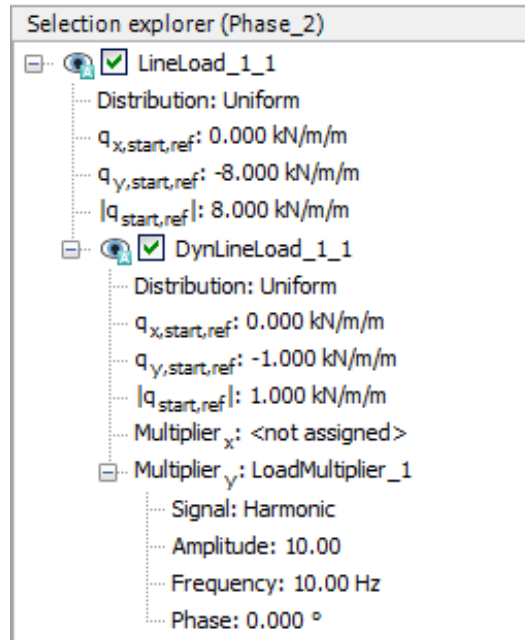 Selection explorer (Phase_2)
LineLoad_1_1
Distribution: Uniform
qx,start,ref: 0.000 kN/m/m
qy,start,ref: -8.000 kN/m/m
|qstart,ref|: 8.000 kN/m/m
DynLineLoad_1_1
Distribution: Uniform
qx,start,ref: 0.000 kN/m/m
qy,start,ref: -1.000 kN/m/m
|qstart,ref|: 1.000 kN/m/m
Multiplierx: <not assigned>
Multipliery: LoadMultiplier_1
Signal: Harmonic
Amplitude: 10.00
Frequency: 10.00 Hz
Phase: 0.000 °